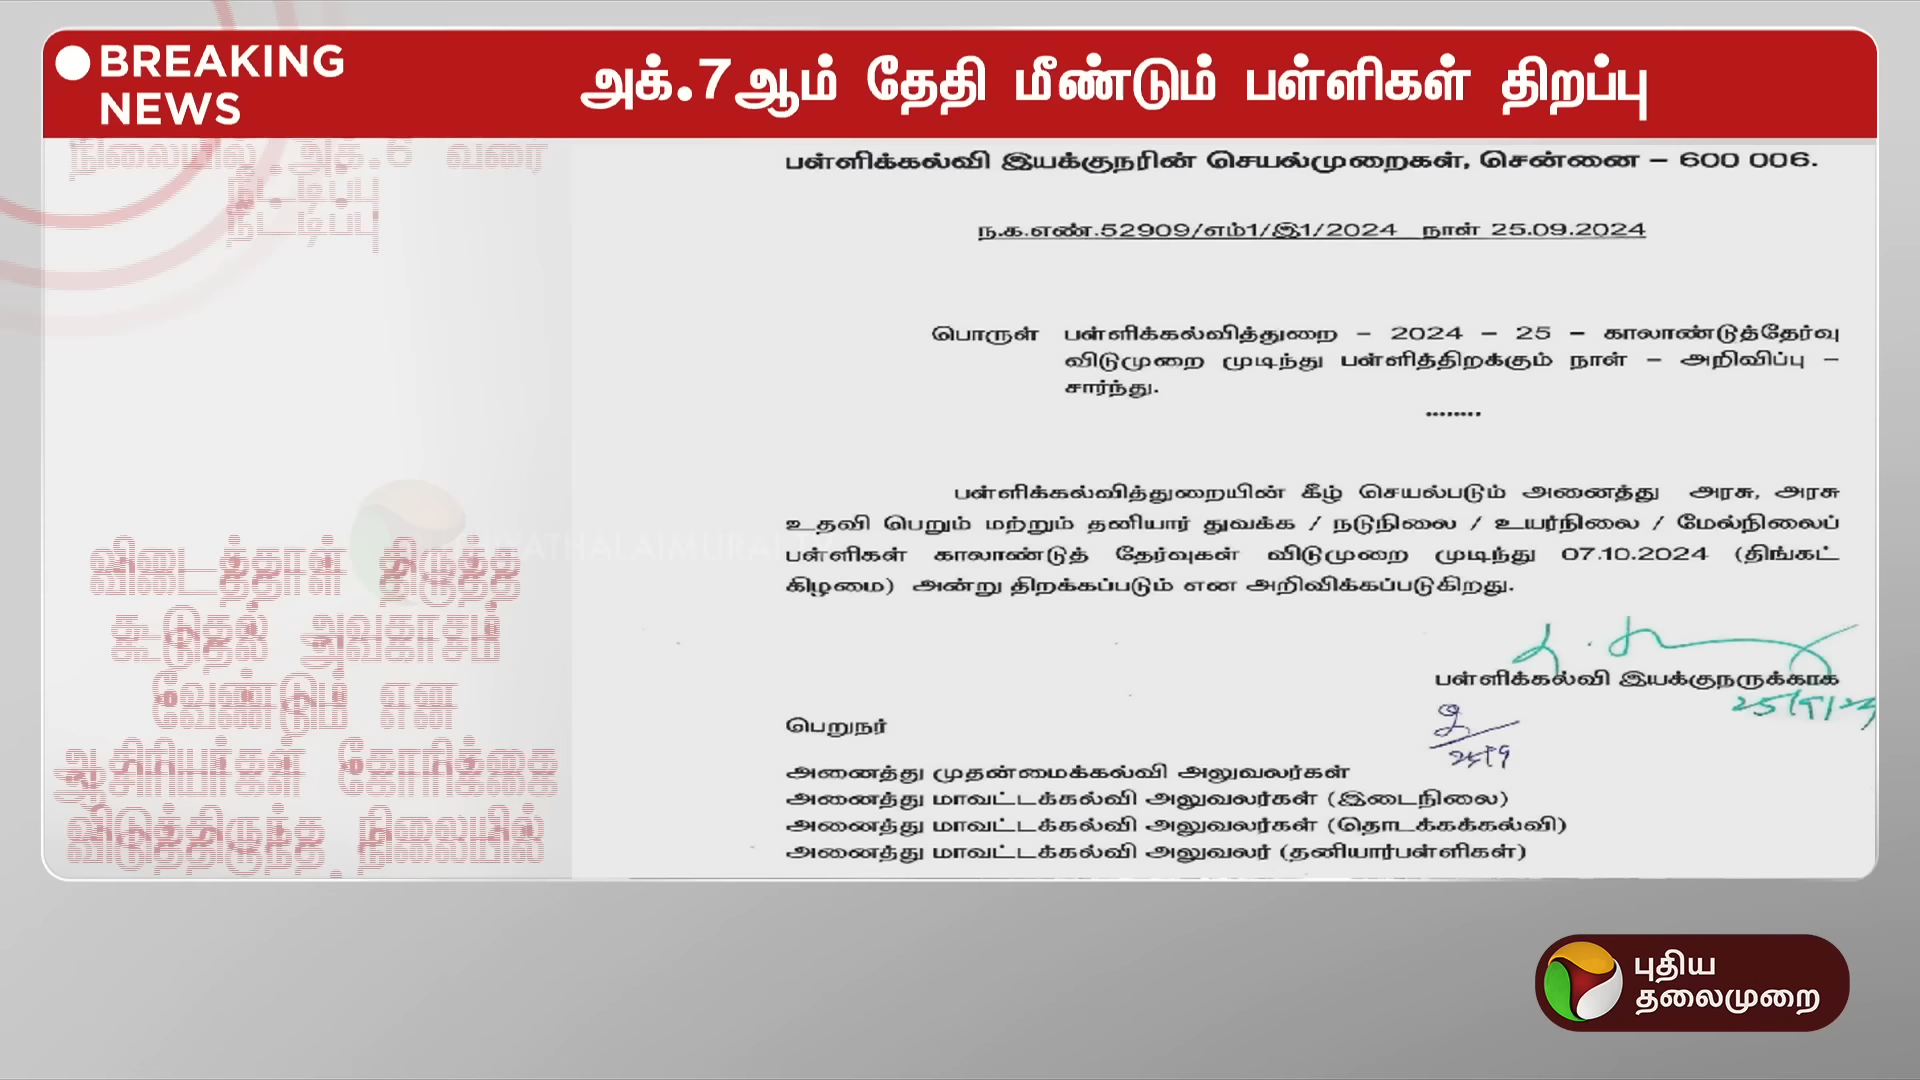 BREAKING
NEWS
அக்.7ஆம் தேதி மீண்டும் பள்ளிகள் திறப்பு
நிலையில் அக்.6 வரை
நீட்டிப்பு
பள்ளிக்கல்வி இயக்குநரின் செயல்முறைகள், சென்னை – 600 006.
ந.க.எண்.52909/எம்1/இ1/2024 நாள் 25.09.2024
பொருள் பள்ளிக்கல்வித்துறை – 2024 – 25 – காலாண்டுத்தேர்வு
விடுமுறை முடிந்து பள்ளித்திறக்கும் நாள் – அறிவிப்பு –
சார்ந்து.
........
பள்ளிக்கல்வித்துறையின் கீழ் செயல்படும் அனைத்து அரசு, அரசு
உதவி பெறும் மற்றும் தனியார் துவக்க / நடுநிலை / உயர்நிலை / மேல்நிலைப்
பள்ளிகள் காலாண்டுத் தேர்வுகள் விடுமுறை முடிந்து 07.10.2024 (திங்கட்
கிழமை) அன்று திறக்கப்படும் என அறிவிக்கப்படுகிறது.
விடைத்தாள் திருத்த
கூடுதல் அவகாசம்
வேண்டும் என
ஆசிரியர்கள் கோரிக்கை
விடுத்திருந்த நிலையில்
பள்ளிக்கல்வி இயக்குநருக்காக
பெறுநர்
அனைத்து முதன்மைக்கல்வி அலுவலர்கள்
அனைத்து மாவட்டக்கல்வி அலுவலர்கள் (இடைநிலை)
அனைத்து மாவட்டக்கல்வி அலுவலர்கள் (தொடக்கக்கல்வி)
அனைத்து மாவட்டக்கல்வி அலுவலர் (தனியார்பள்ளிகள்)
புதிய
தலைமுறை